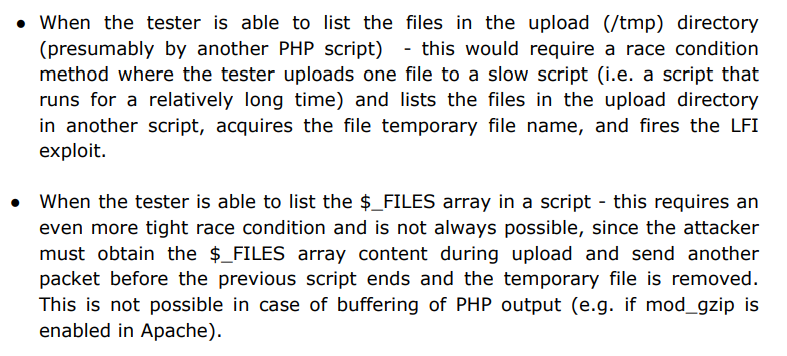 ● When the tester is able to list the files in the upload (/tmp) directory
(presumably by another PHP script) - this would require a race condition
method where the tester uploads one file to a slow script (i.e. a script that
runs for a relatively long time) and lists the files in the upload directory
in another script, acquires the file temporary file name, and fires the LFI
exploit.
● When the tester is able to list the $_FILES array in a script - this requires an
even more tight race condition and is not always possible, since the attacker
must obtain the $_FILES array content during upload and send another
packet before the previous script ends and the temporary file is removed.
This is not possible in case of buffering of PHP output (e.g. if mod_gzip is
enabled in Apache).